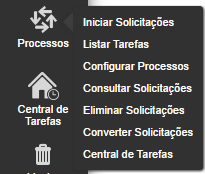 Processos
Central de
Tarefas
Iniciar Solicitações
Listar Tarefas
Configurar Processos
Consultar Solicitações
Eliminar Solicitações
Converter Solicitações
Central de Tarefas